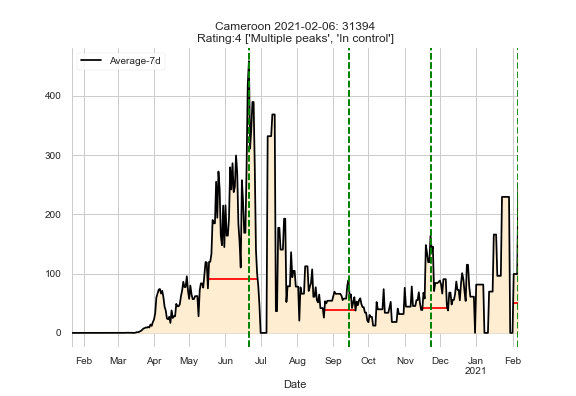 Cameroon 2021-02-06: 31394
Rating:4 ['Multiple peaks', 'In control']
Average-7d
400
300
200
100
0
Feb Mar Apr May Jun Jul Aug Sep Oct Nov Dec Jan Feb
2021
Date